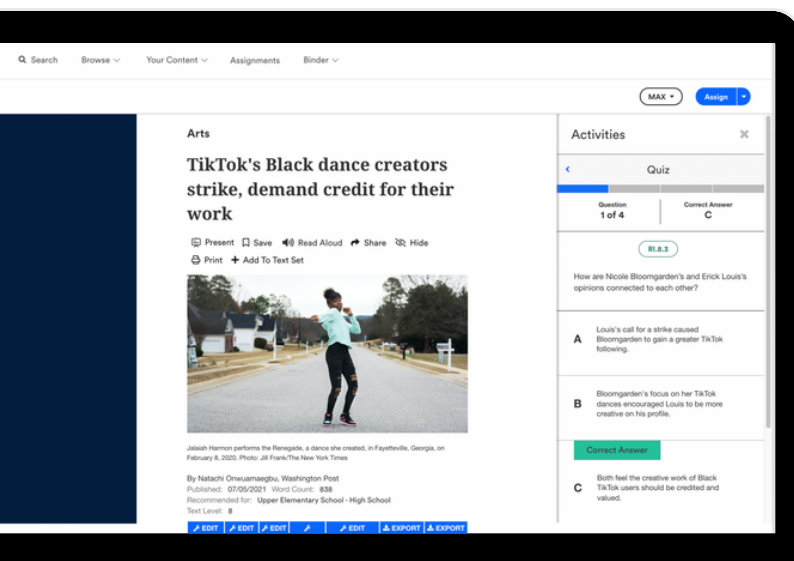 Search Browse Your Content Assignments Binder
MAX Assign
Arts
TikTok's Black dance creators
strike, demand credit for their
work
Present Save Read Aloud Share Hide
Print Add To Text Set
Jalaiah Harmon performs the Renegade, a dance she created, in Fayetteville, Georgia, on
February 8, 2020. Photo: Jill Frank/The New York Times
By Natachi Onwuamaegbu, Washington Post
Published: 07/05/2021 Word Count: 838
Recommended for: Upper Elementary School - High School
Text Level: 8
EDIT EDIT EDIT EDIT EXPORT EXPORT
Activities
Quiz
Question Correct Answer
1 of 4 C
RI.8.3
How are Nicole Bloomgarden's and Erick Louis's
opinions connected to each other?
A
Louis's call for a strike caused
Bloomgarden to gain a greater TikTok
following.
B
Bloomgarden's focus on her TikTok
dances encouraged Louis to be more
creative on his profile.
Correct Answer
C
Both feel the creative work of Black
TikTok users should be credited and
valued.